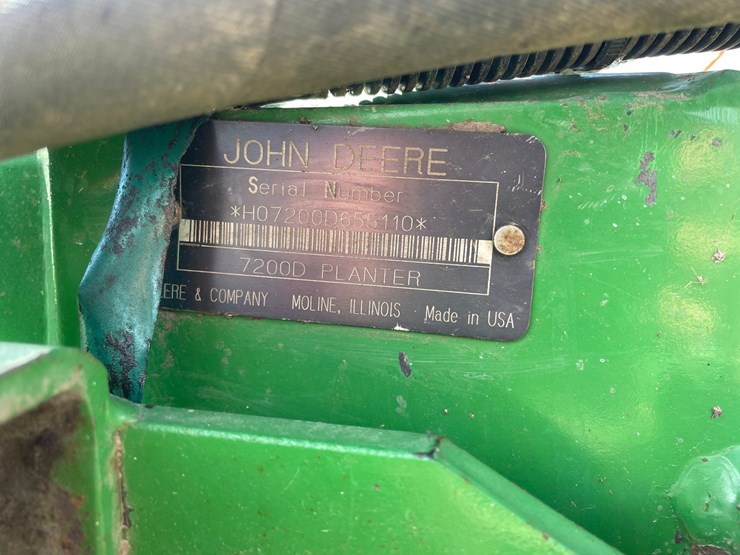 JOHN DEERE
Serial Number
*H07200D655110*
7200D PLANTER
ERE & COMPANY MOLINE, ILLINOIS Made in USA